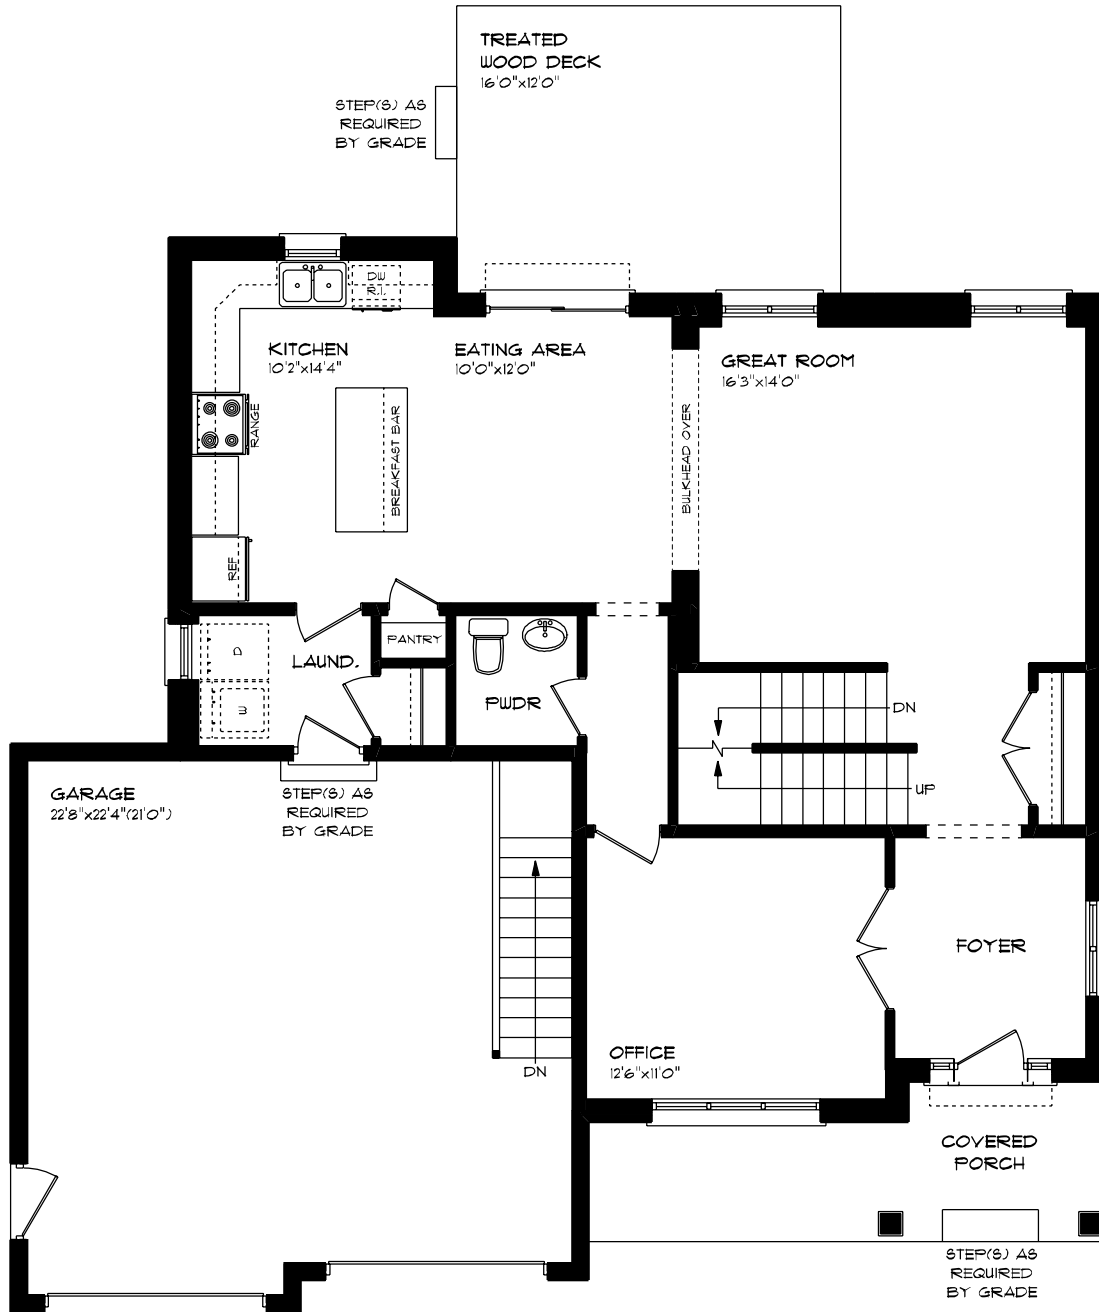 TREATED
WOOD DECK
16'0"x12'0"
STEP(S) AS
REQUIRED
BY GRADE
DW
R.I.
KITCHEN
10'2"x14'4"
EATING AREA
10'0"x12'0"
GREAT ROOM
16'3"x14'0"
RANGE
BREAKFAST BAR
BULKHEAD OVER
REF
PANTRY
D
LAUND.
W
PWDR
DN
UP
GARAGE
22'8"x22'4"(21'0")
STEP(S) AS
REQUIRED
BY GRADE
FOYER
OFFICE
12'6"x11'0"
DN
COVERED
PORCH
STEP(S) AS
REQUIRED
BY GRADE